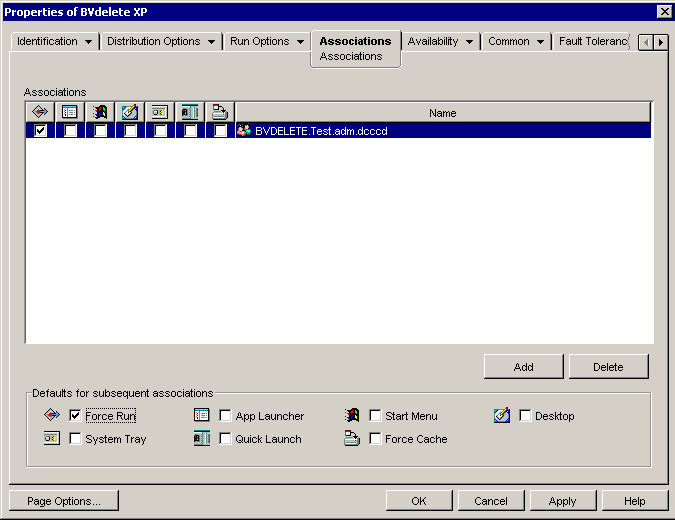 Properties of BVdelete XP
Identification Distribution Options Run Options Associations Availability Common Fault Toleranc
Associations
Associations
Name
BVDELETE.Test.adm.dcccd
Add Delete
Defaults for subsequent associations
Force Run App Launcher Start Menu Desktop
System Tray Quick Launch Force Cache
Page Options... OK Cancel Apply Help